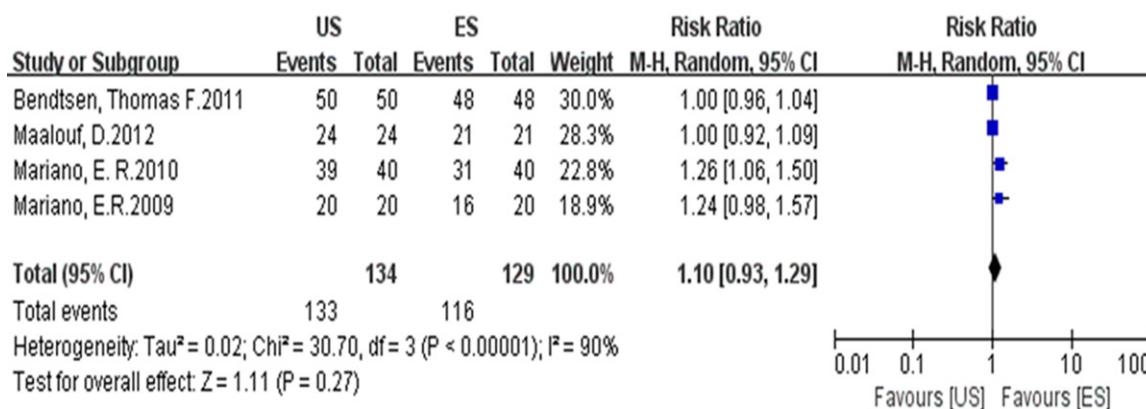 US ES Risk Ratio Risk Ratio
Study or Subgroup Events Total Events Total Weight M-H, Random, 95% CI M-H, Random, 95% CI
Bendtsen, Thomas F.2011 50 50 48 48 30.0% 1.00 [0.96, 1.04]
Maalouf, D.2012 24 24 21 21 28.3% 1.00 [0.92, 1.09]
Mariano, E. R.2010 39 40 31 40 22.8% 1.26 [1.06, 1.50]
Mariano, E.R.2009 20 20 16 20 18.9% 1.24 [0.98, 1.57]
Total (95% CI) 134 129 100.0% 1.10 [0.93, 1.29]
Total events 133 116
Heterogeneity: Tau² = 0.02; Chi² = 30.70, df = 3 (P < 0.00001); I² = 90%
Test for overall effect: Z = 1.11 (P = 0.27)
0.01 0.1 1 10 100
Favours [US] Favours [ES]